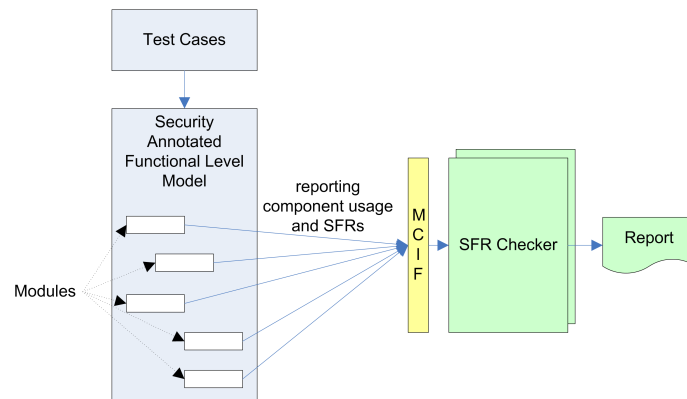 Test Cases
Security
Annotated
Functional Level
Model
reporting
component usage
and SFRs
M
C
I
F
SFR Checker
Report
Modules